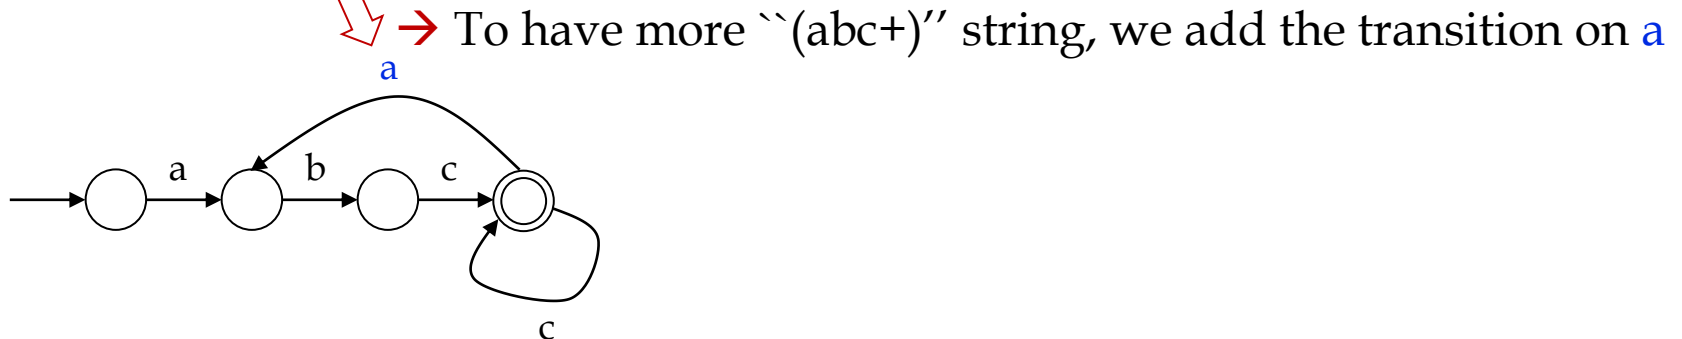 → To have more ``(abc+)′′ string, we add the transition on a
a
a b c
c